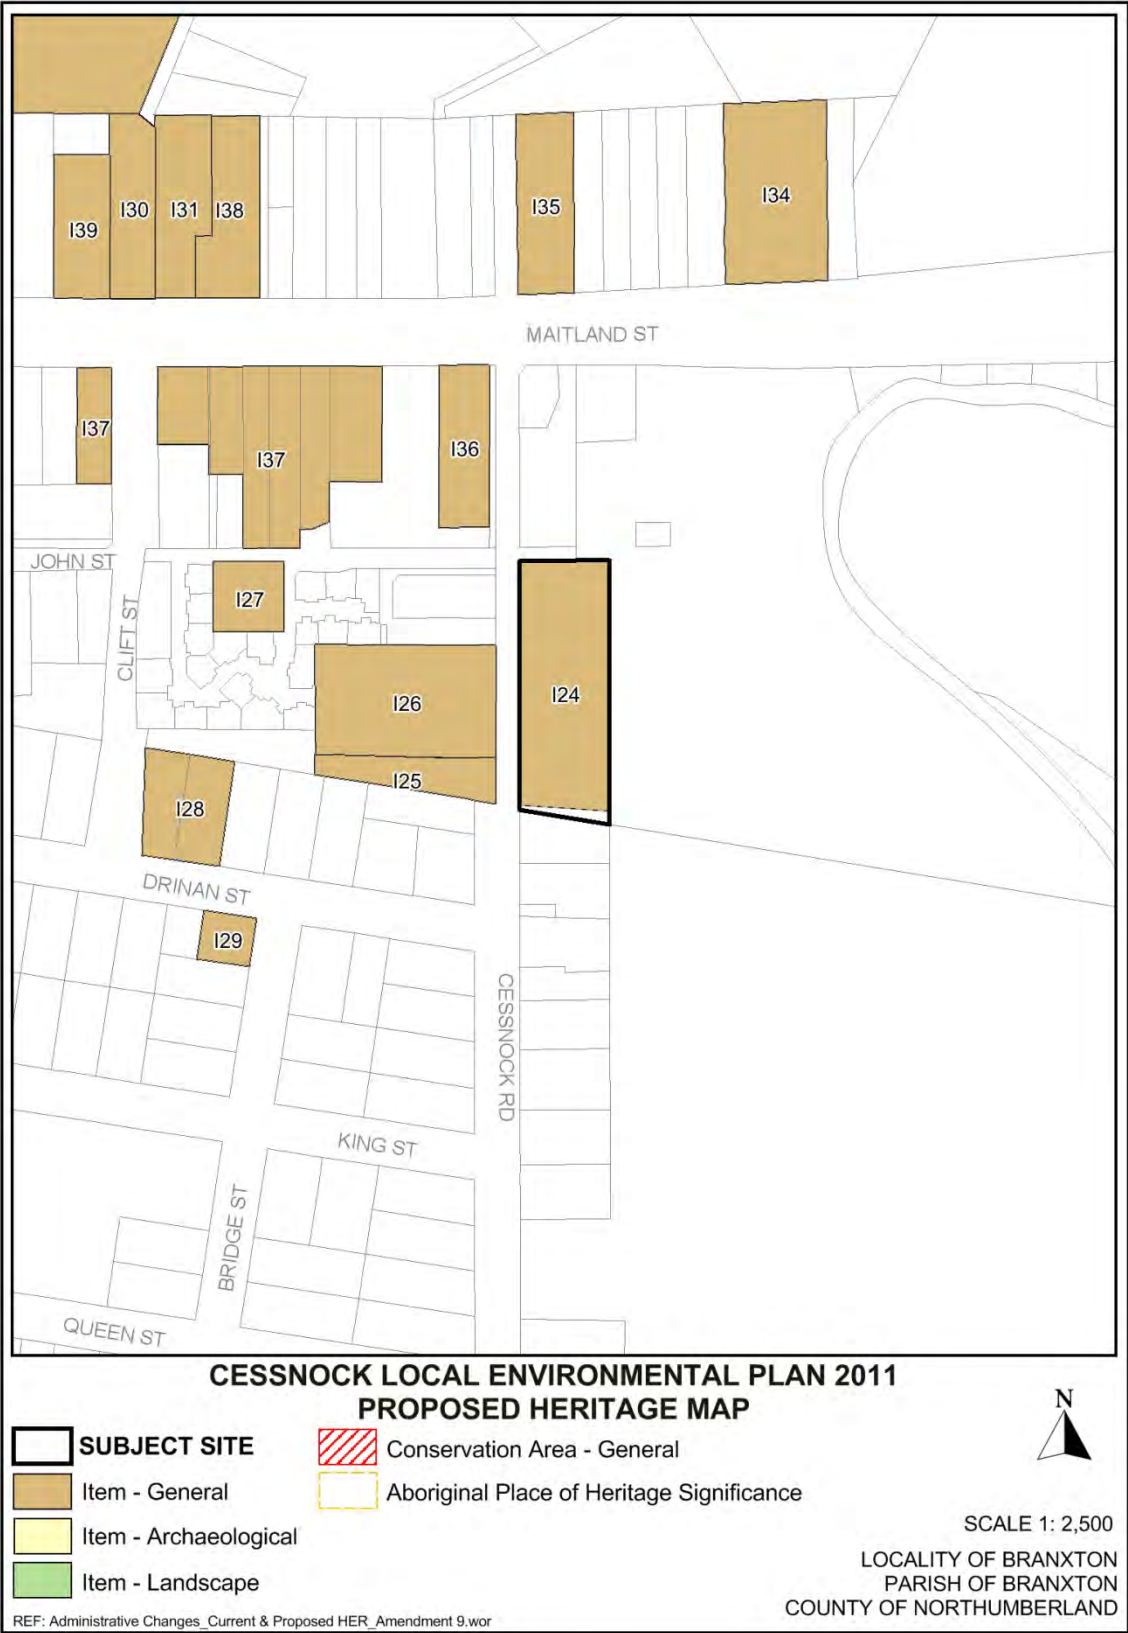 I39
I30
I31
I38
I35
I34
MAITLAND ST
I37
I37
I36
JOHN ST
CLIFT ST
I27
I26
I24
I25
I28
DRINAN ST
I29
CESSNOCK RD
KING ST
BRIDGE ST
QUEEN ST
CESSNOCK LOCAL ENVIRONMENTAL PLAN 2011
PROPOSED HERITAGE MAP
SUBJECT SITE
Item - General
Item - Archaeological
Item - Landscape
Conservation Area - General
Aboriginal Place of Heritage Significance
N
SCALE 1: 2,500
LOCALITY OF BRANXTON
PARISH OF BRANXTON
COUNTY OF NORTHUMBERLAND
REF: Administrative Changes_Current & Proposed HER_Amendment 9.wor